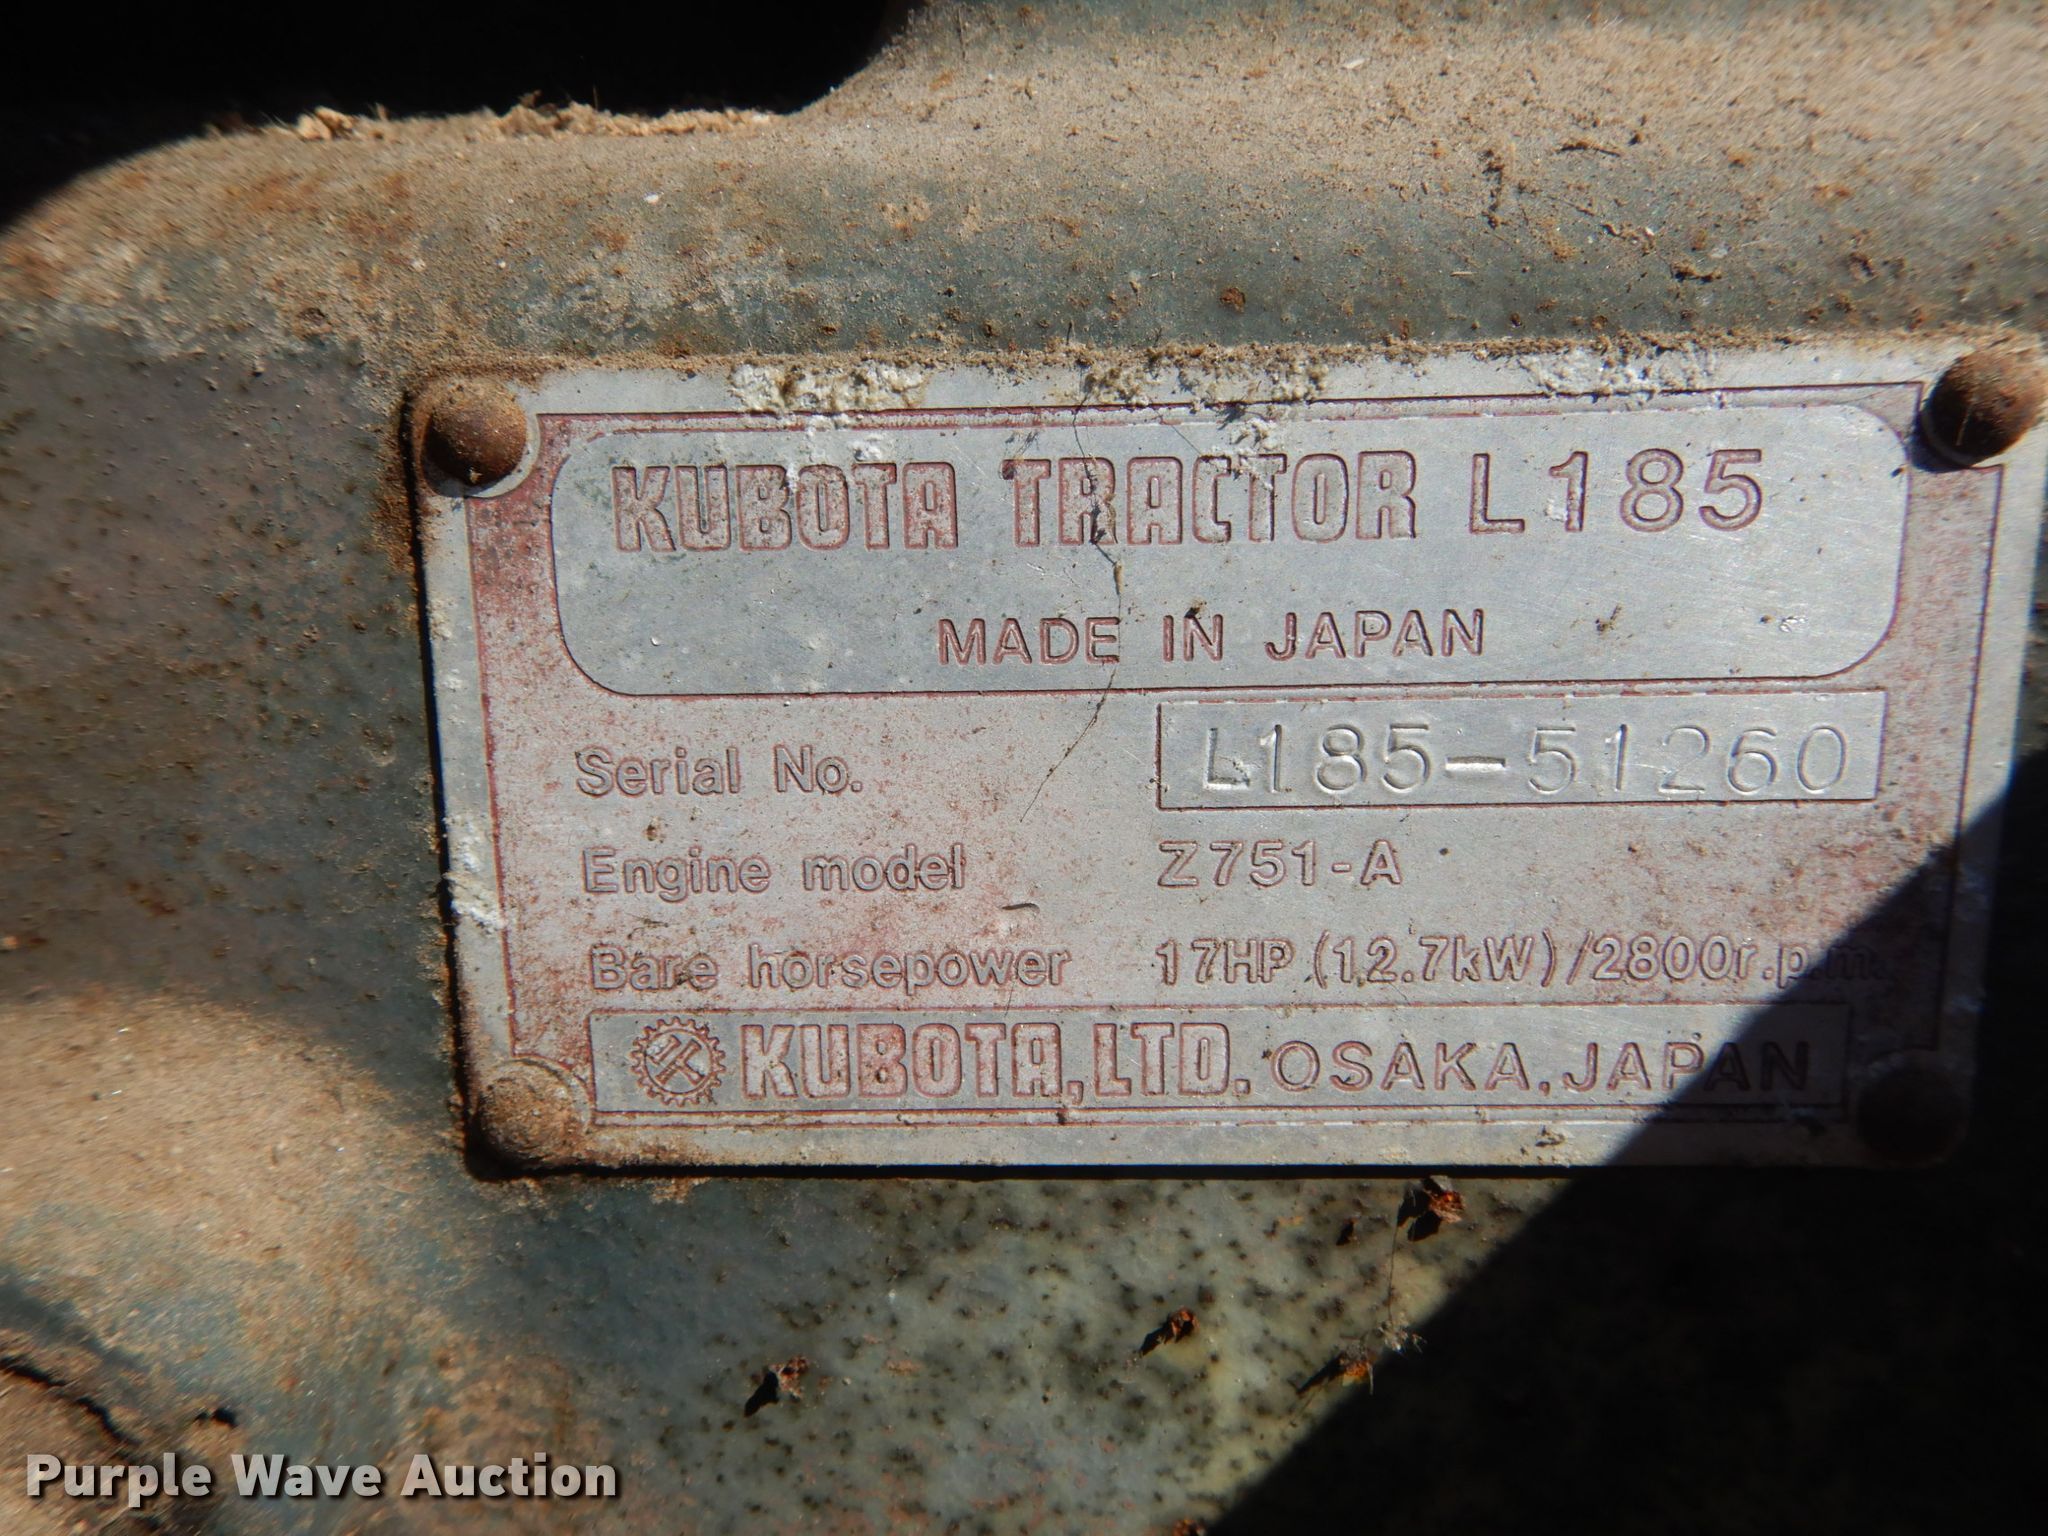 KUBOTA TRACTOR L185
MADE IN JAPAN
Serial No. L185-51260
Engine model Z751-A
Bare horsepower 17HP (12.7kW)/2800r.p.m.
KUBOTA, LTD. OSAKA, JAPAN
Purple Wave Auction